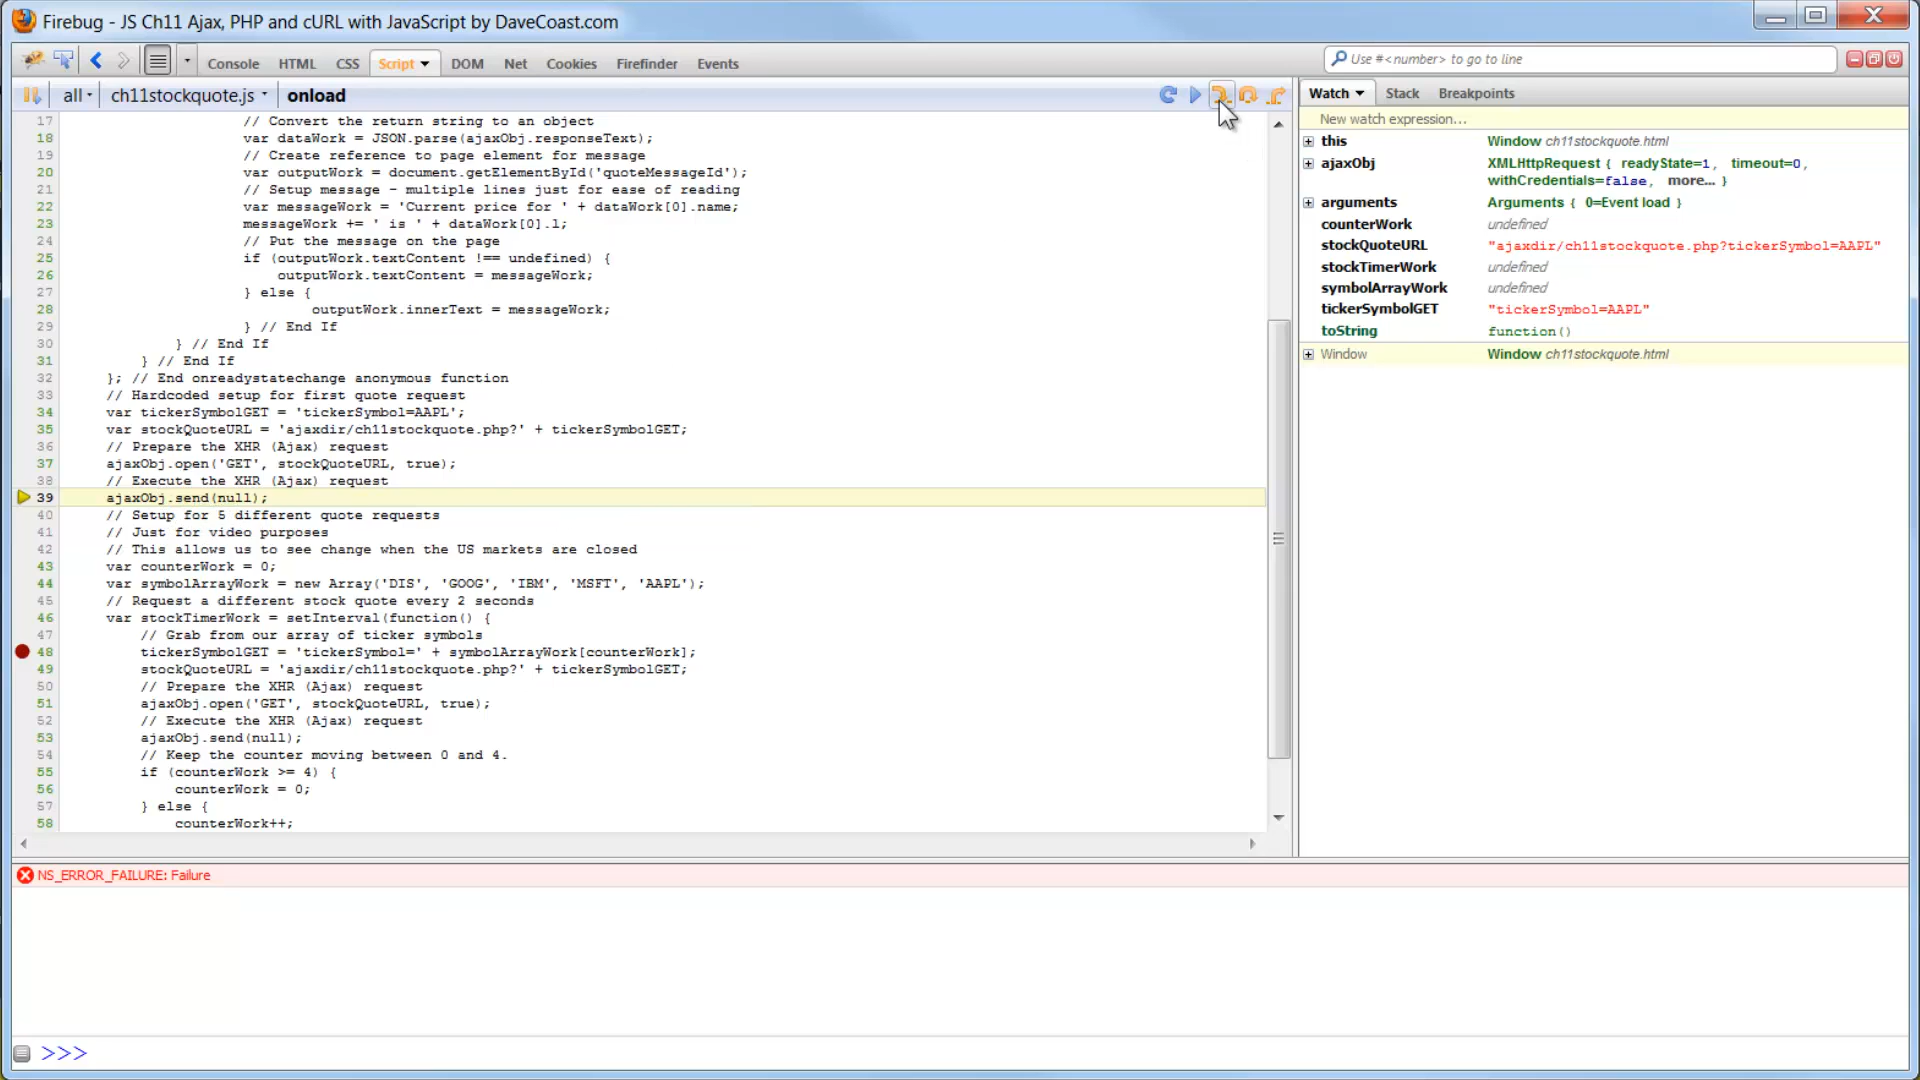 Firebug - JS Ch11 Ajax, PHP and cURL with JavaScript by DaveCoast.com
Console HTML CSS Script DOM Net Cookies Firefinder Events
Use #<number> to go to line
all ch11stockquote.js onload
Watch Stack Breakpoints
17 // Convert the return string to an object
18 var dataWork = JSON.parse(ajaxObj.responseText);
19 // Create reference to page element for message
20 var outputWork = document.getElementById('quoteMessageId');
21 // Setup message - multiple lines just for ease of reading
22 var messageWork = 'Current price for ' + dataWork[0].name;
23 messageWork += ' is ' + dataWork[0].l;
24 // Put the message on the page
25 if (outputWork.textContent !== undefined) {
26 outputWork.textContent = messageWork;
27 } else {
28 outputWork.innerText = messageWork;
29 } // End If
30 } // End If
31 } // End If
32 }; // End onreadystatechange anonymous function
33 // Hardcoded setup for first quote request
34 var tickerSymbolGET = 'tickerSymbol=AAPL';
35 var stockQuoteURL = 'ajaxdir/ch11stockquote.php?' + tickerSymbolGET;
36 // Prepare the XHR (Ajax) request
37 ajaxObj.open('GET', stockQuoteURL, true);
38 // Execute the XHR (Ajax) request
39 ajaxObj.send(null);
40 // Setup for 5 different quote requests
41 // Just for video purposes
42 // This allows us to see change when the US markets are closed
43 var counterWork = 0;
44 var symbolArrayWork = new Array('DIS', 'GOOG', 'IBM', 'MSFT', 'AAPL');
45 // Request a different stock quote every 2 seconds
46 var stockTimerWork = setInterval(function() {
47 // Grab from our array of ticker symbols
48 tickerSymbolGET = 'tickerSymbol=' + symbolArrayWork[counterWork];
49 stockQuoteURL = 'ajaxdir/ch11stockquote.php?' + tickerSymbolGET;
50 // Prepare the XHR (Ajax) request
51 ajaxObj.open('GET', stockQuoteURL, true);
52 // Execute the XHR (Ajax) request
53 ajaxObj.send(null);
54 // Keep the counter moving between 0 and 4.
55 if (counterWork >= 4) {
56 counterWork = 0;
57 } else {
58 counterWork++;
New watch expression...
this Window ch11stockquote.html
ajaxObj XMLHttpRequest { readyState=1, timeout=0,
withCredentials=false, more... }
arguments Arguments { 0=Event load }
counterWork undefined
stockQuoteURL "ajaxdir/ch11stockquote.php?tickerSymbol=AAPL"
stockTimerWork undefined
symbolArrayWork undefined
tickerSymbolGET "tickerSymbol=AAPL"
toString function()
Window Window ch11stockquote.html
NS_ERROR_FAILURE: Failure
>>>